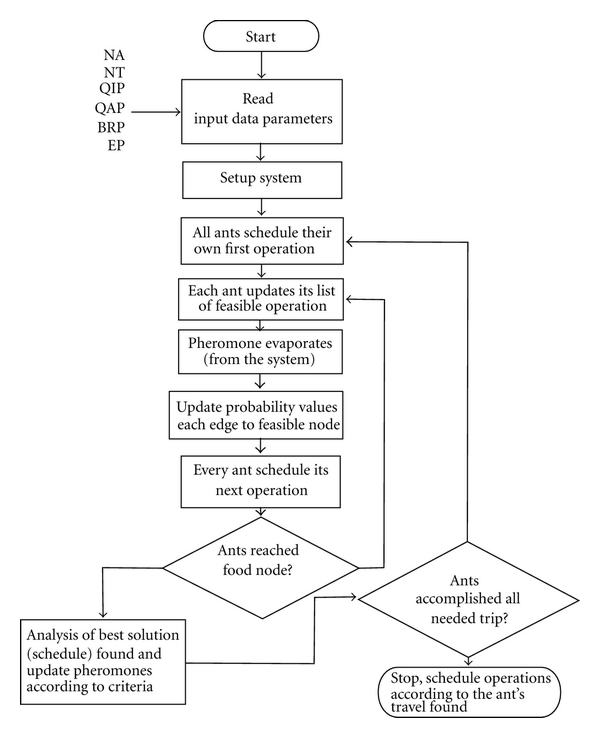 Start
NA
NT
QIP
QAP
BRP
EP
Read
input data parameters
Setup system
All ants schedule their
own first operation
Each ant updates its list
of feasible operation
Pheromone evaporates
(from the system)
Update probability values
each edge to feasible node
Every ant schedule its
next operation
Ants reached
food node?
Analysis of best solution
(schedule) found and
update pheromones
according to criteria
Ants
accomplished all
needed trip?
Stop, schedule operations
according to the ant's
travel found